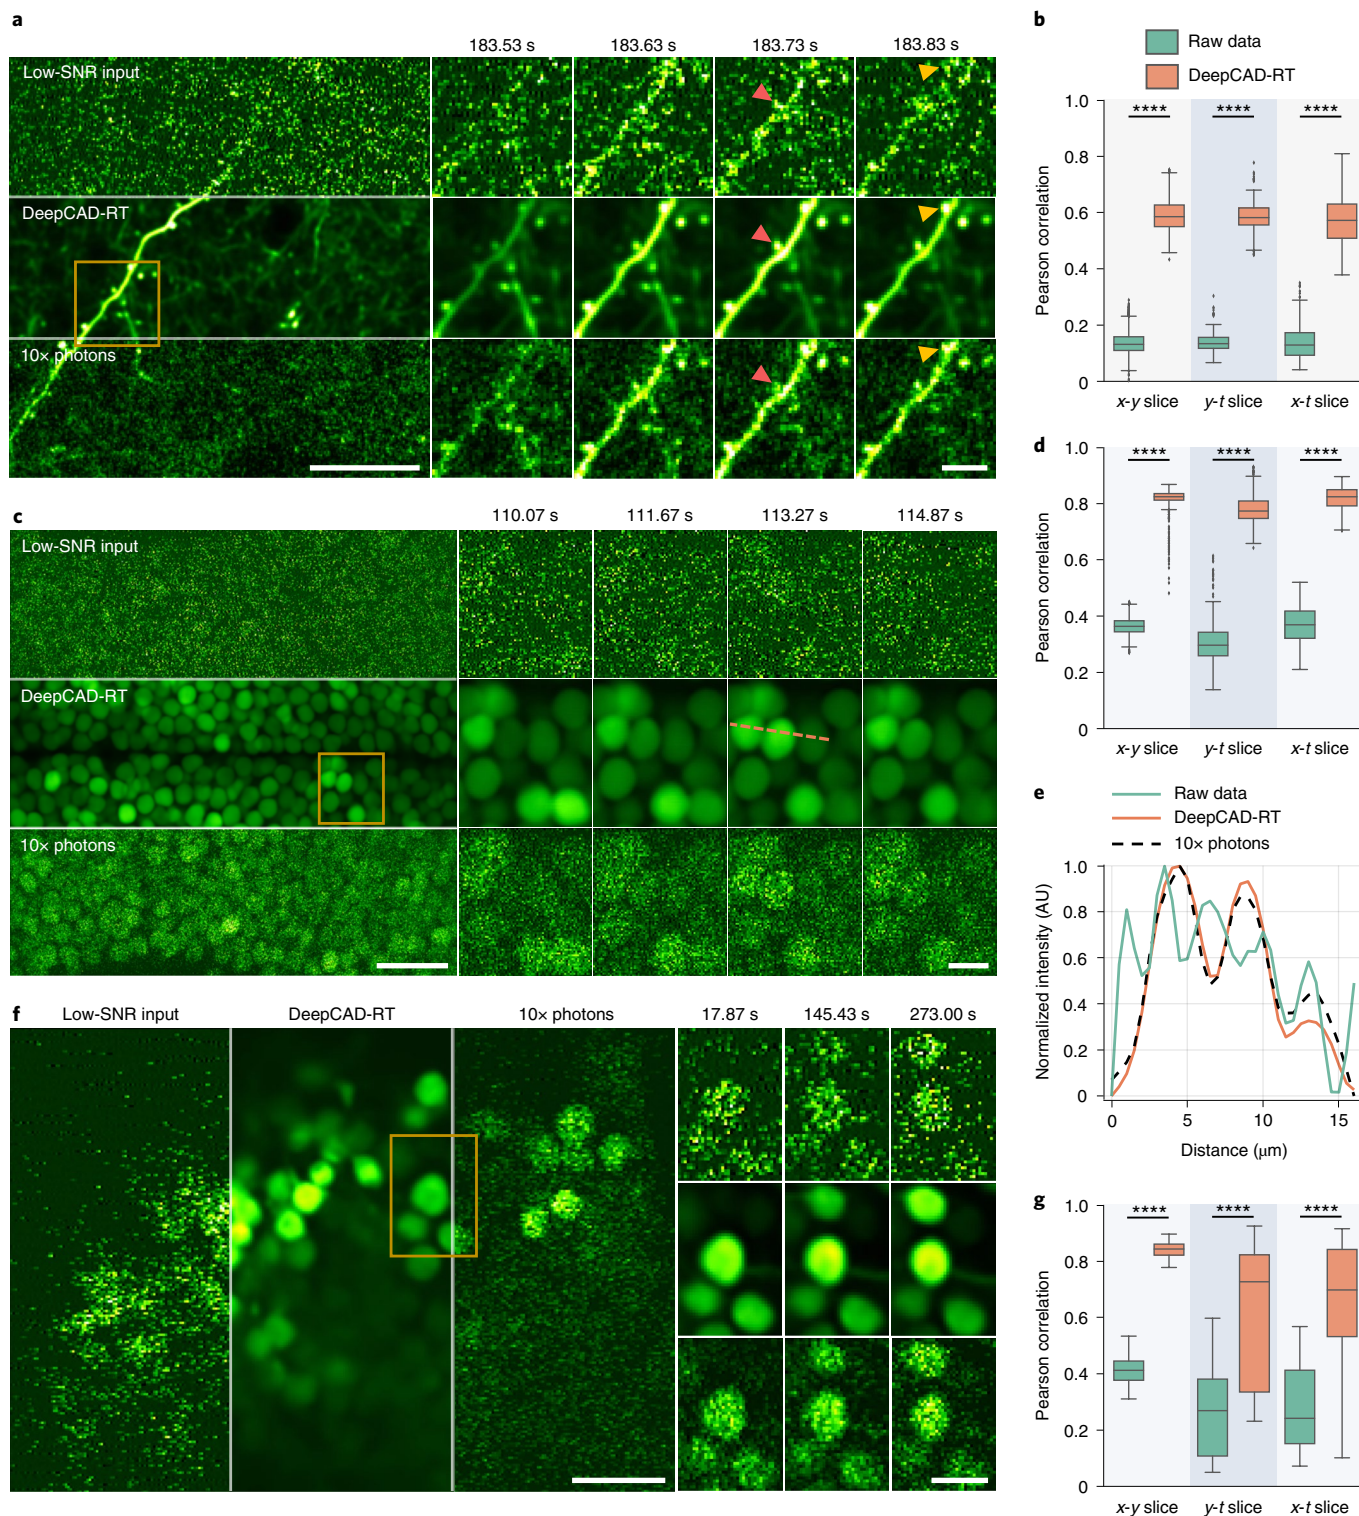 a
183.53 s 183.63 s 183.73 s 183.83 s
Low-SNR input
DeepCAD-RT
10× photons
b
Raw data
DeepCAD-RT
**** **** ****
1.0
0.8
0.6
0.4
0.2
0
Pearson correlation
x-y slice y-t slice x-t slice
c
110.07 s 111.67 s 113.27 s 114.87 s
Low-SNR input
DeepCAD-RT
10× photons
d
**** **** ****
1.0
0.8
0.6
0.4
0.2
0
Pearson correlation
x-y slice y-t slice x-t slice
e
Raw data
DeepCAD-RT
10× photons
1.0
0.8
0.6
0.4
0.2
0
Normalized intensity (AU)
0 5 10 15
Distance (μm)
f
Low-SNR input DeepCAD-RT 10× photons 17.87 s 145.43 s 273.00 s
g
**** **** ****
1.0
0.8
0.6
0.4
0.2
0
Pearson correlation
x-y slice y-t slice x-t slice